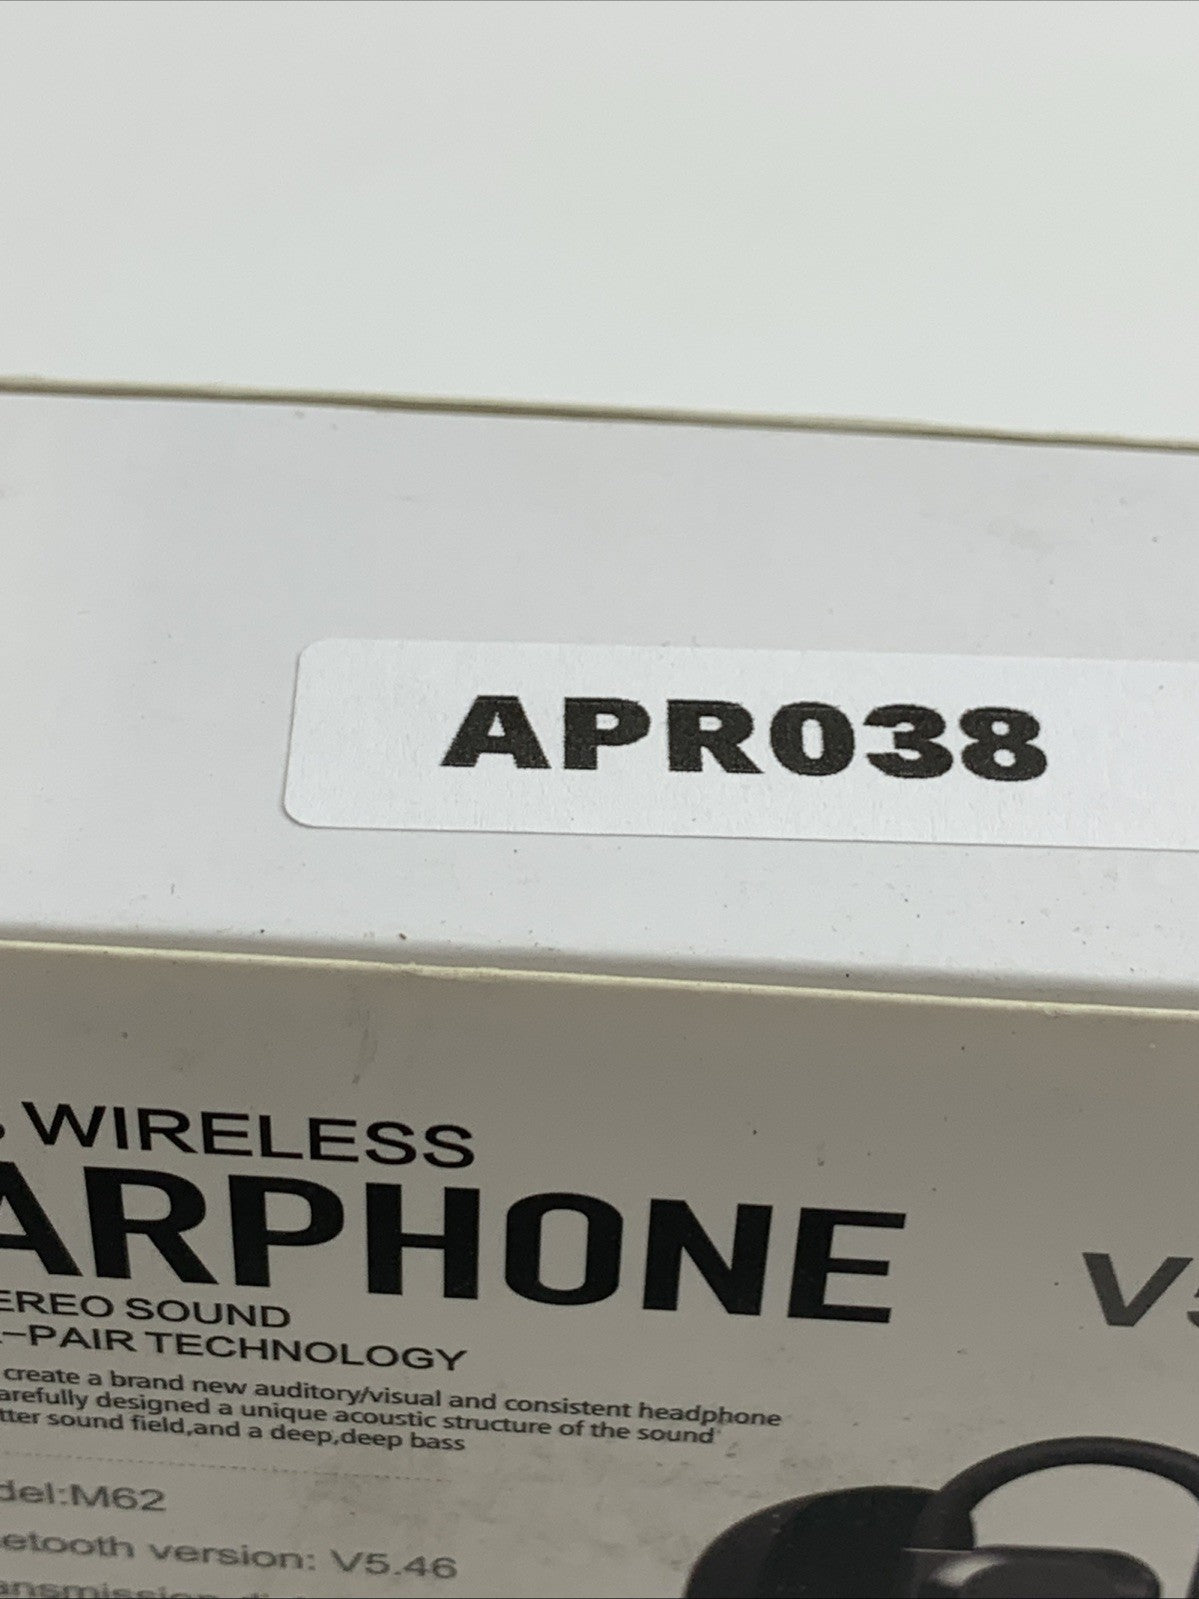 APR038
& WIRELESS
ARPHONE
V5
EREO SOUND
–PAIR TECHNOLOGY
create a brand new auditory/visual and consistent headphone
arefully designed a unique acoustic structure of the sound
tter sound field,and a deep,deep bass
del:M62
etooth version: V5.46